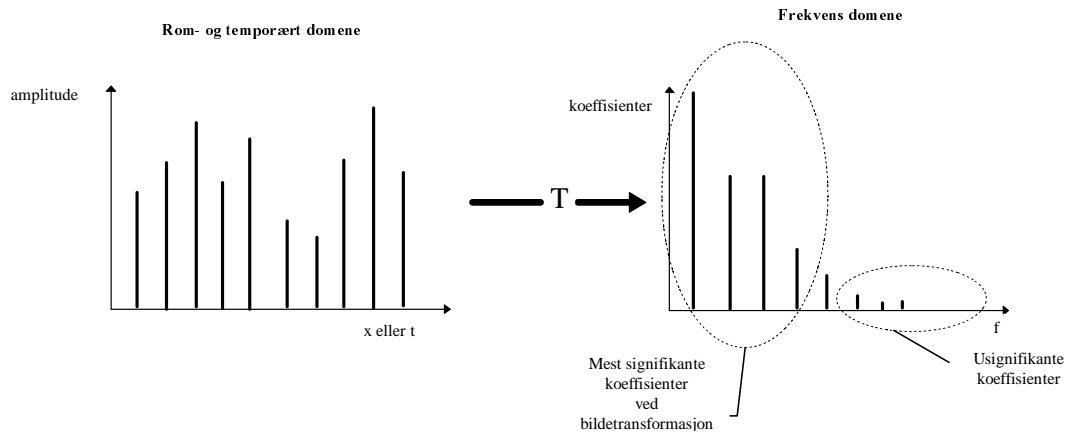 Rom- og temporært domene
Frekvens domene
amplitude
koeffisienter
T
x eller t
f
Mest signifikante
koeffisienter
ved
bildetransformasjon
Usignifikante
koeffisienter